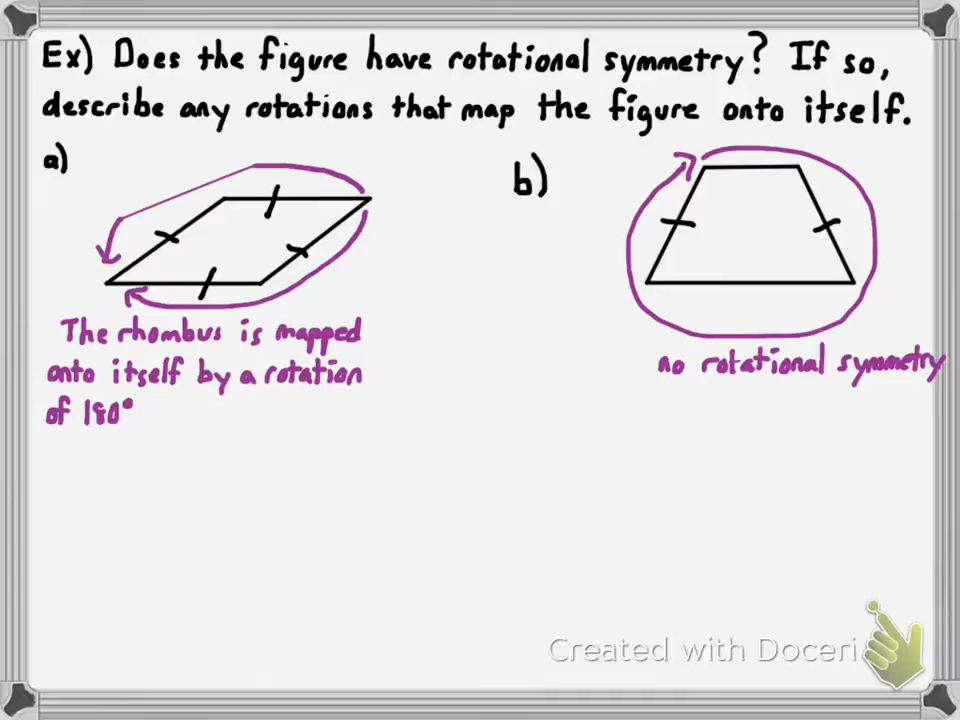 Ex) Does the figure have rotational symmetry? If so,
describe any rotations that map the figure onto itself.
a)
b)
The rhombus is mapped
onto itself by a rotation
of 180°
no rotational symmetry
Created with Doceri